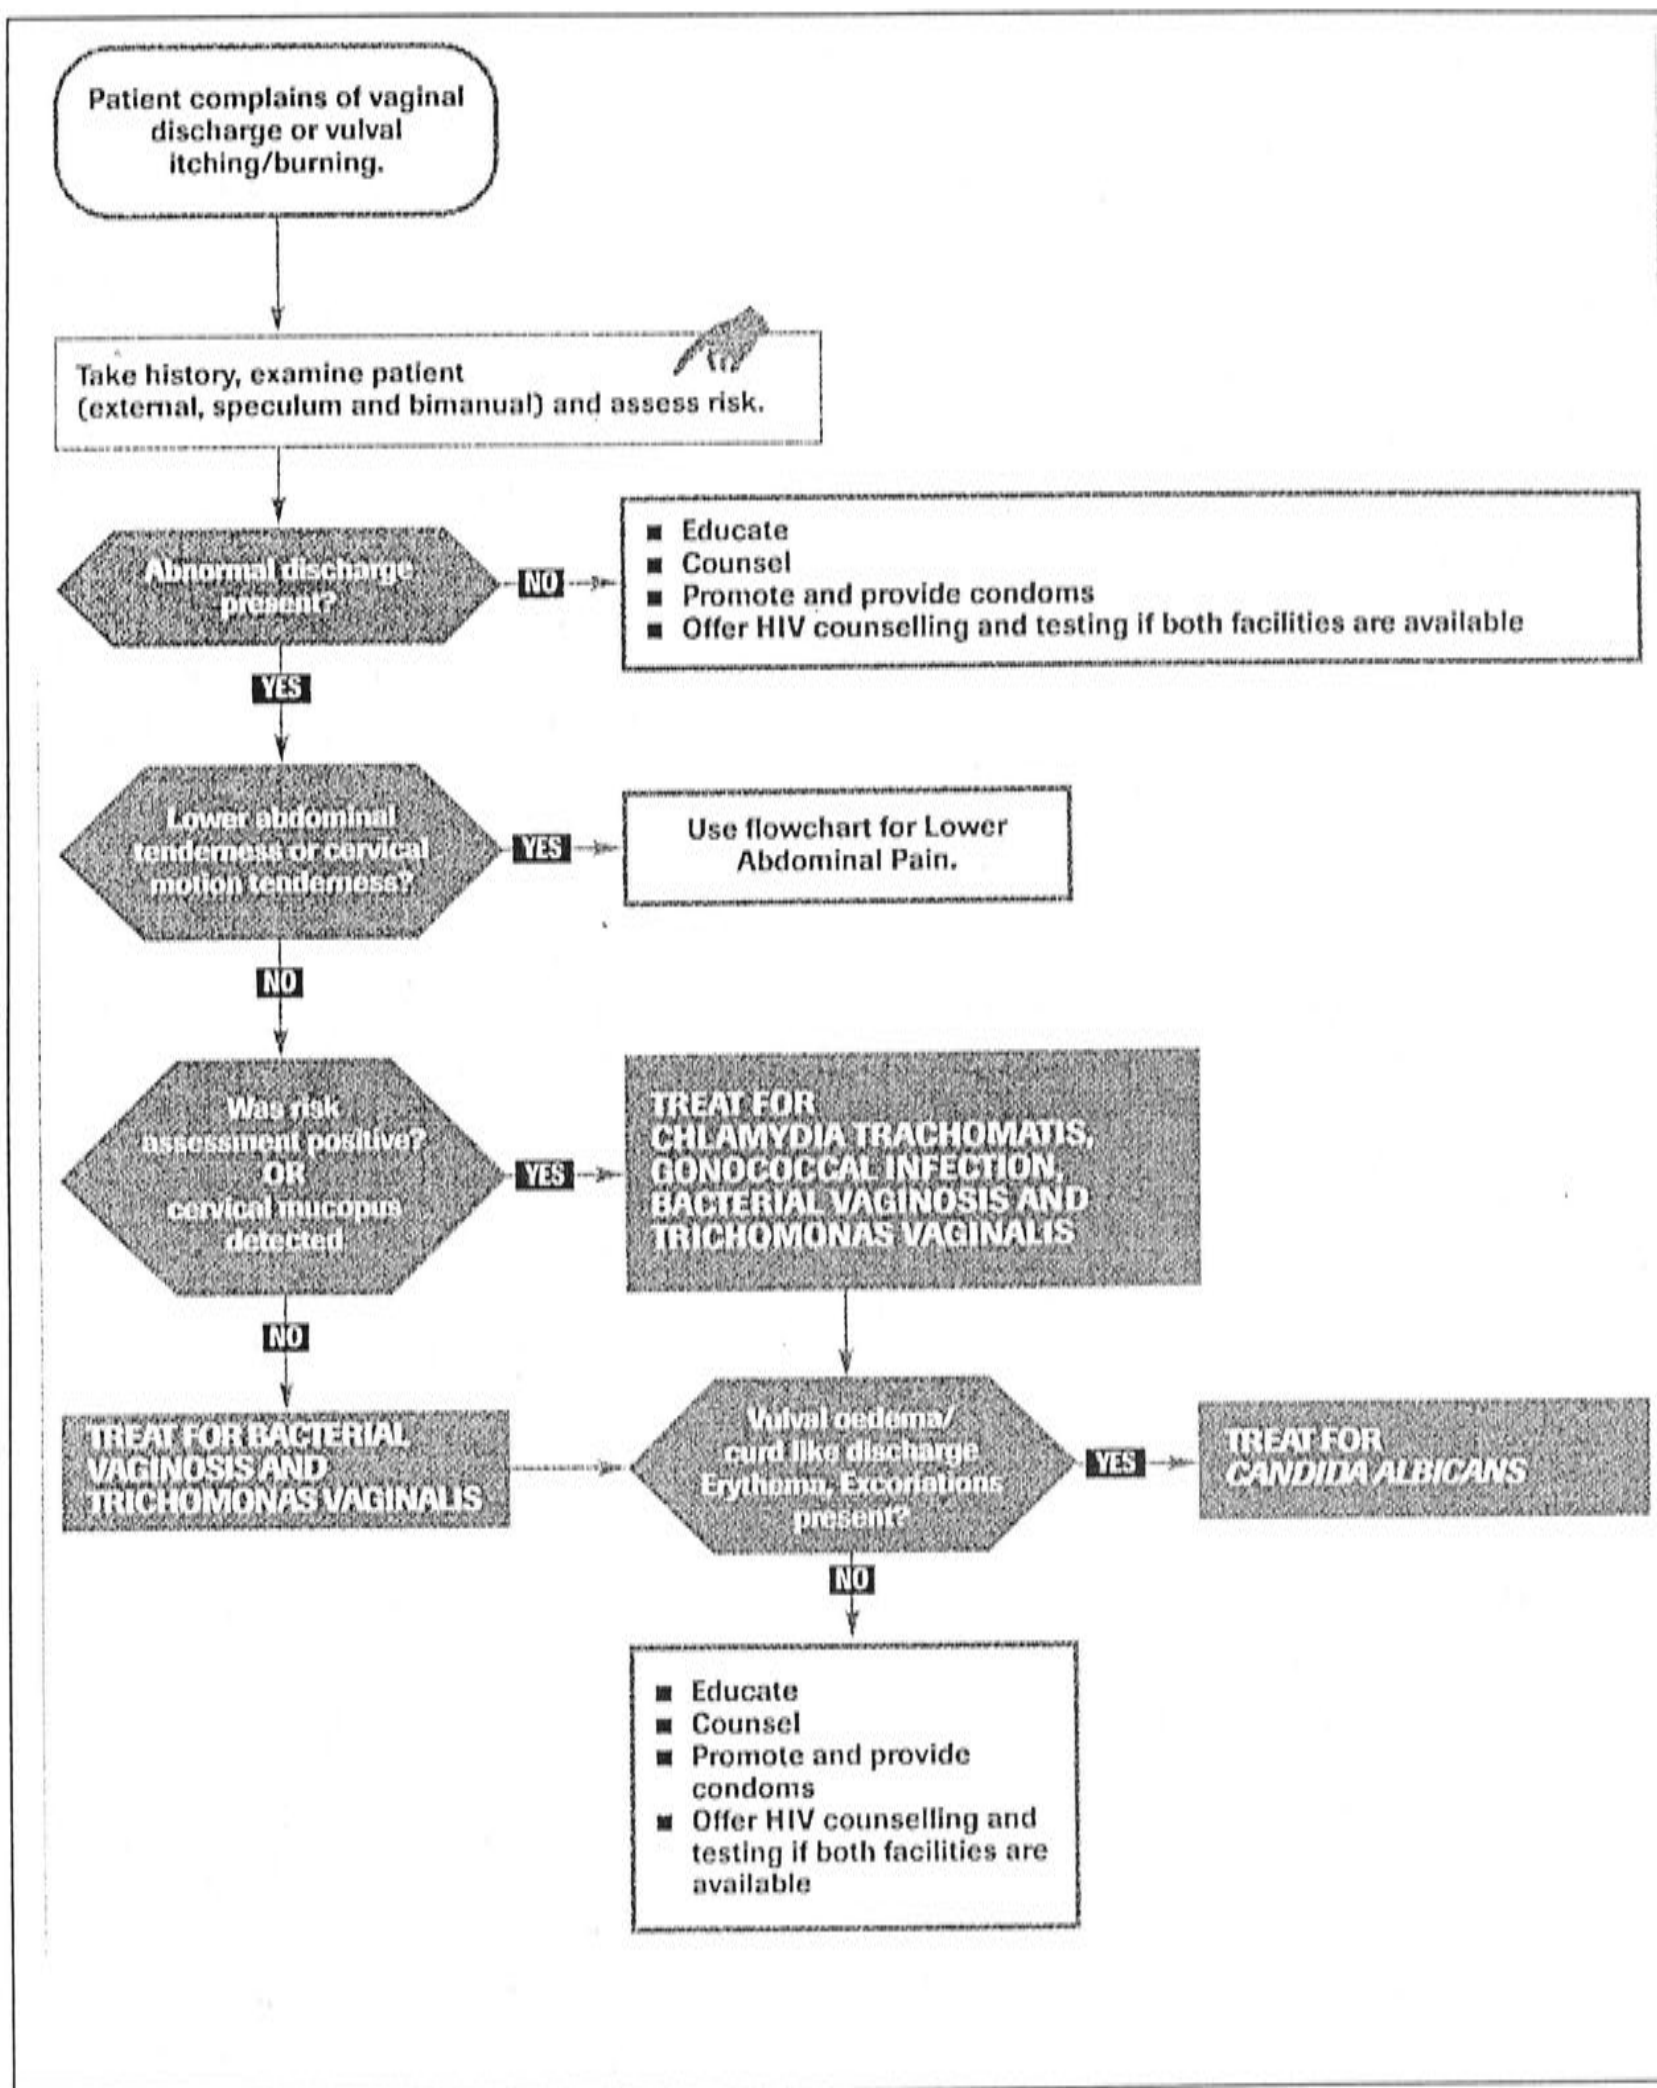 Patient complains of vaginal
discharge or vulval
itching/burning.
Take history, examine patient
(external, speculum and bimanual) and assess risk.
Abnormal discharge
present?
NO
■ Educate
■ Counsel
■ Promote and provide condoms
■ Offer HIV counselling and testing if both facilities are available
YES
Lower abdominal
tenderness or cervical
motion tenderness?
YES
Use flowchart for Lower
Abdominal Pain.
NO
Was risk
assessment positive?
OR
cervical mucopus
detected
YES
TREAT FOR
CHLAMYDIA TRACHOMATIS,
GONOCOCCAL INFECTION,
BACTERIAL VAGINOSIS AND
TRICHOMONAS VAGINALIS
NO
TREAT FOR BACTERIAL
VAGINOSIS AND
TRICHOMONAS VAGINALIS
Vulval oedema/
curd like discharge
Erythema, Excoriations
present?
YES
TREAT FOR
CANDIDA ALBICANS
NO
■ Educate
■ Counsel
■ Promote and provide
condoms
■ Offer HIV counselling and
testing if both facilities are
available